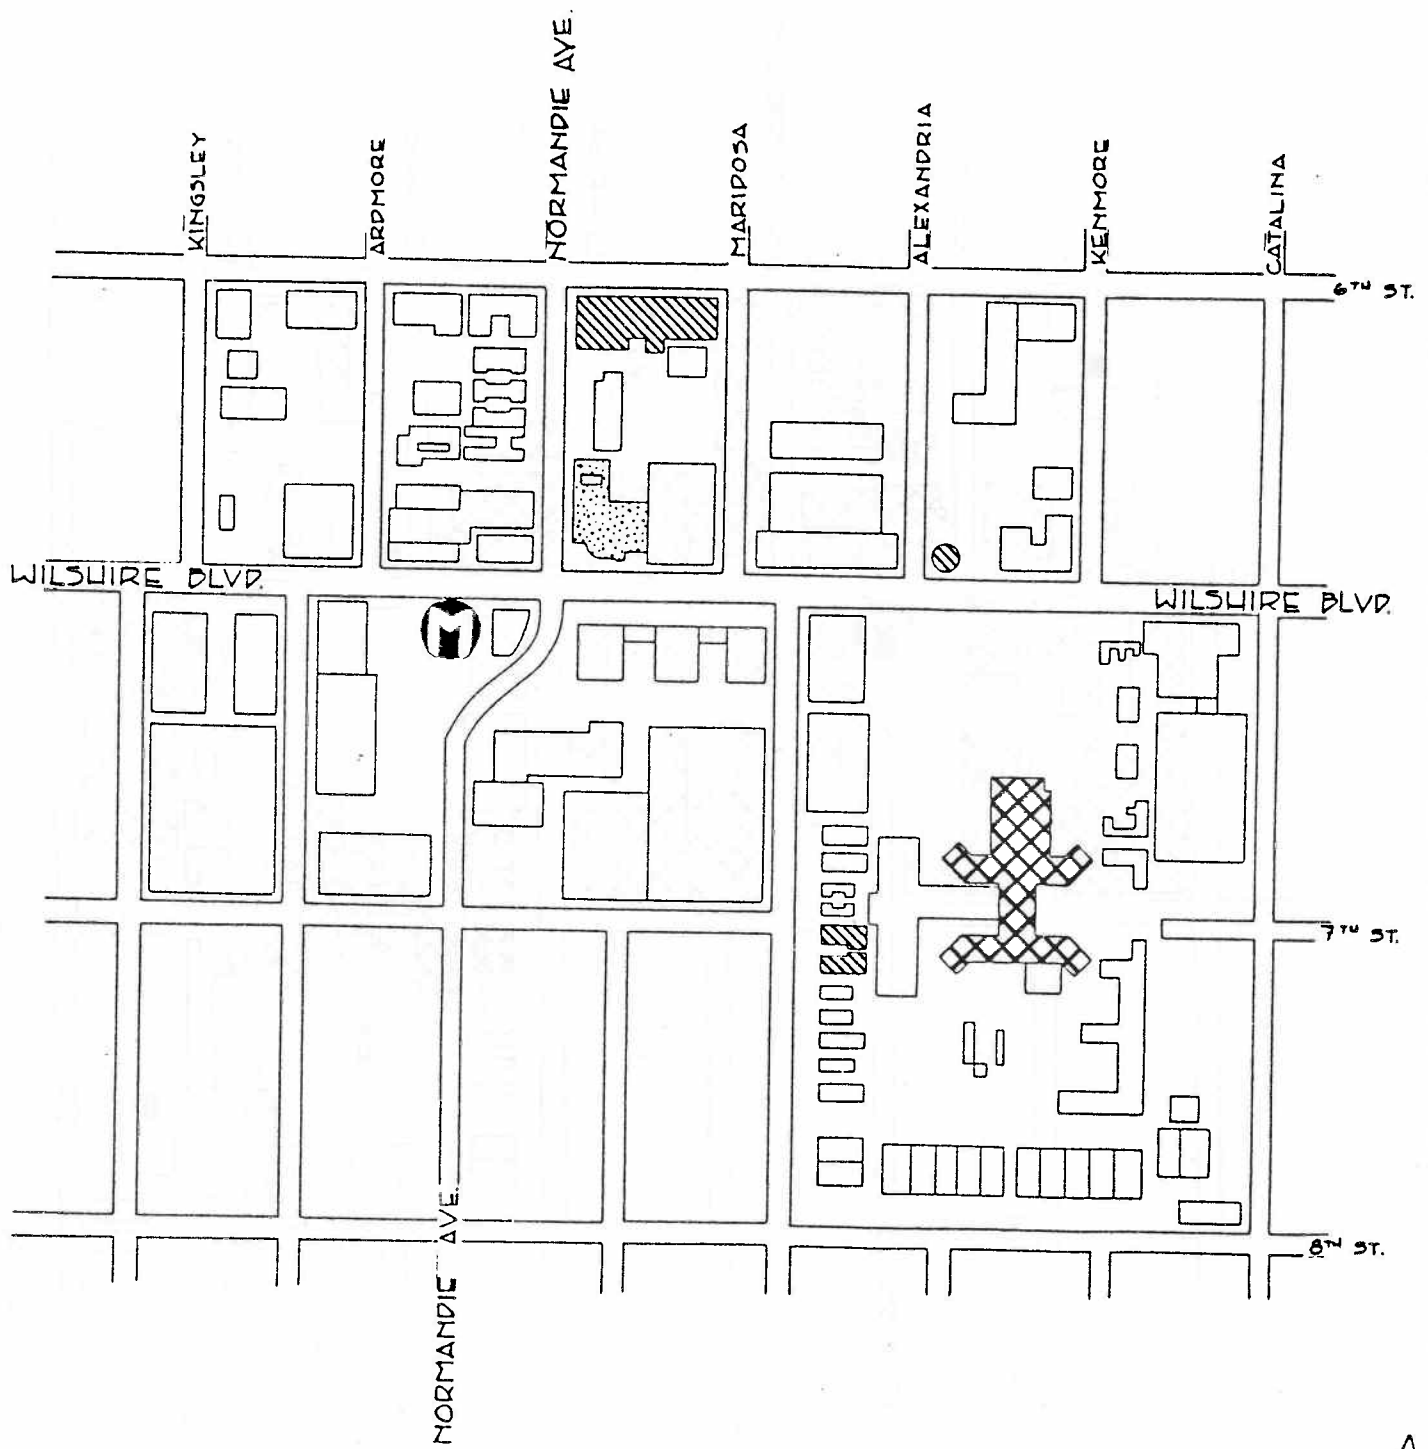 KINGSLEY
ARDMORE
NORMANDIE AVE.
MARIPOSA
ALEXANDRIA
KENMORE
CATALINA
6TH ST.
WILSHIRE BLVD.
WILSHIRE BLVD.
M
7TH ST.
8TH ST.
NORMANDIE AVE.